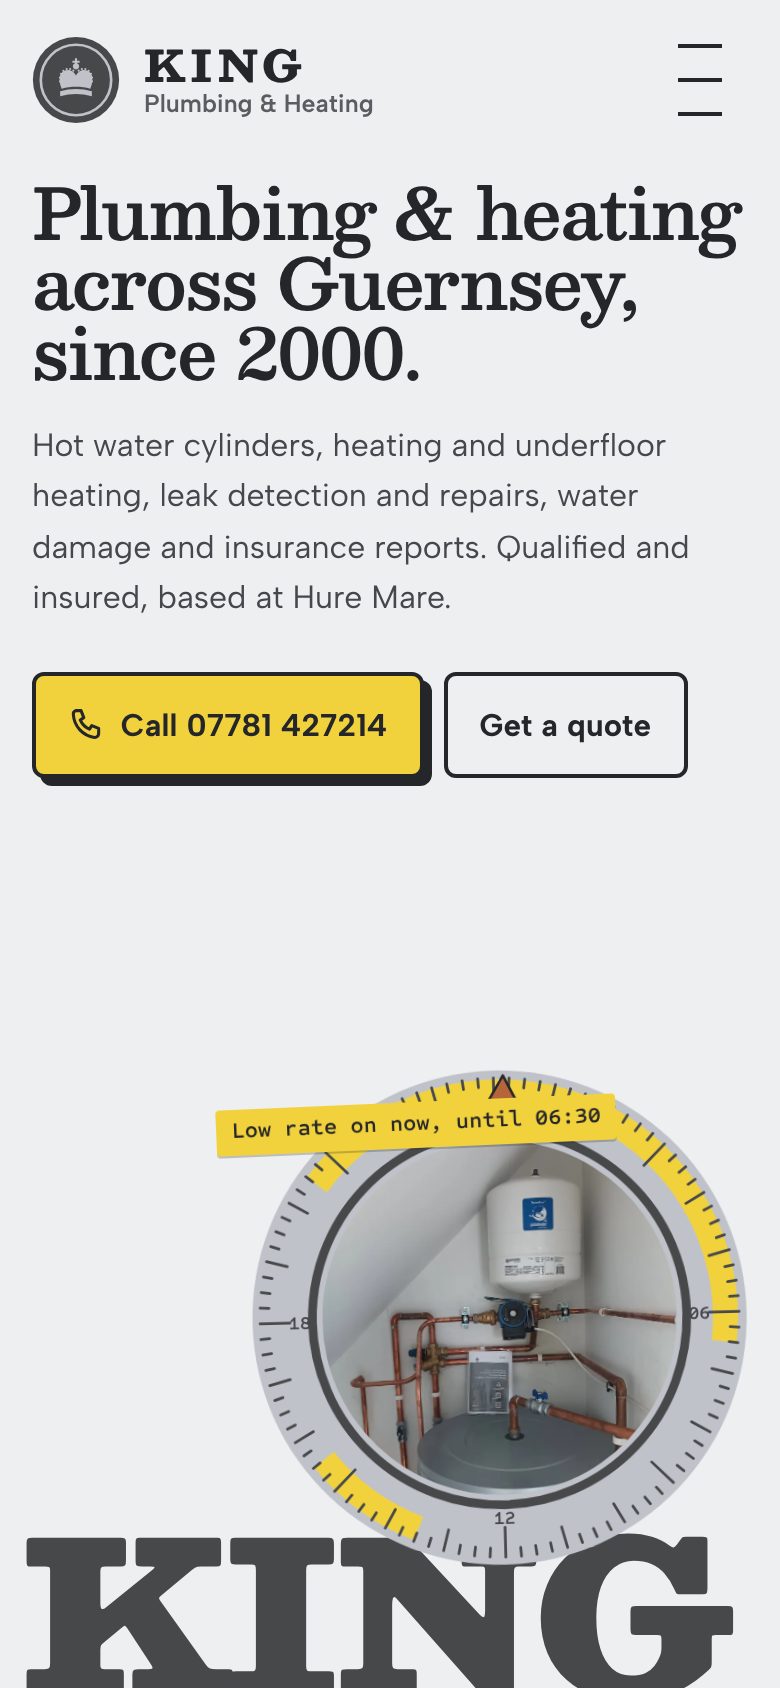 KING
Plumbing & Heating
Plumbing & heating
across Guernsey,
since 2000.
Hot water cylinders, heating and underfloor
heating, leak detection and repairs, water
damage and insurance reports. Qualified and
insured, based at Hure Mare.
Call 07781 427214
Get a quote
Low rate on now, until 06:30
18
06
12
KING